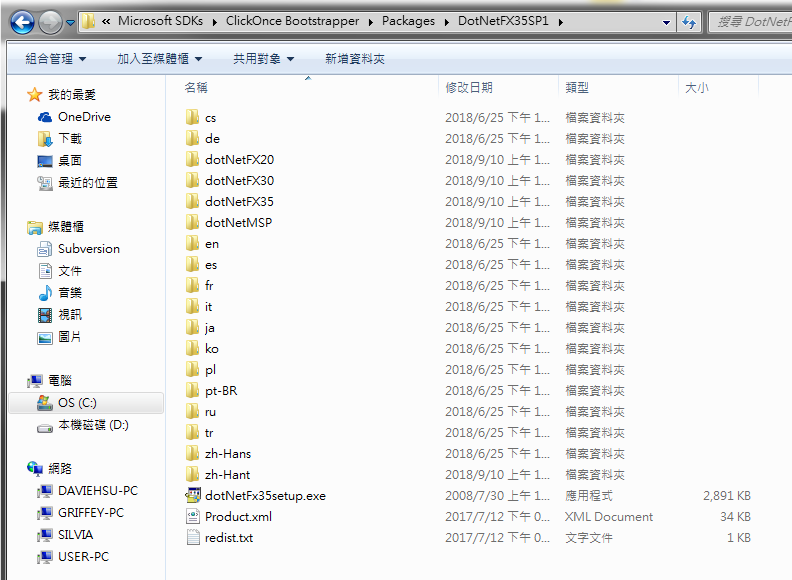 « Microsoft SDKs ▸ ClickOnce Bootstrapper ▸ Packages ▸ DotNetFX35SP1 ▸
搜尋 DotNetF
組合管理 ▼ 加入至媒體櫃 ▼ 共用對象 ▼ 新增資料夾
我的最愛
OneDrive
下載
桌面
最近的位置
媒體櫃
Subversion
文件
音樂
視訊
圖片
電腦
OS (C:)
本機磁碟 (D:)
網路
DAVIEHSU-PC
GRIFFEY-PC
SILVIA
USER-PC
名稱 修改日期 類型 大小
cs 2018/6/25 下午 1... 檔案資料夾
de 2018/6/25 下午 1... 檔案資料夾
dotNetFX20 2018/9/10 上午 1... 檔案資料夾
dotNetFX30 2018/9/10 上午 1... 檔案資料夾
dotNetFX35 2018/9/10 上午 1... 檔案資料夾
dotNetMSP 2018/9/10 上午 1... 檔案資料夾
en 2018/6/25 下午 1... 檔案資料夾
es 2018/6/25 下午 1... 檔案資料夾
fr 2018/6/25 下午 1... 檔案資料夾
it 2018/6/25 下午 1... 檔案資料夾
ja 2018/6/25 下午 1... 檔案資料夾
ko 2018/6/25 下午 1... 檔案資料夾
pl 2018/6/25 下午 1... 檔案資料夾
pt-BR 2018/6/25 下午 1... 檔案資料夾
ru 2018/6/25 下午 1... 檔案資料夾
tr 2018/6/25 下午 1... 檔案資料夾
zh-Hans 2018/6/25 下午 1... 檔案資料夾
zh-Hant 2018/9/10 上午 1... 檔案資料夾
dotNetFx35setup.exe 2008/7/30 上午 1... 應用程式 2,891 KB
Product.xml 2017/7/12 下午 0... XML Document 34 KB
redist.txt 2017/7/12 下午 0... 文字文件 1 KB